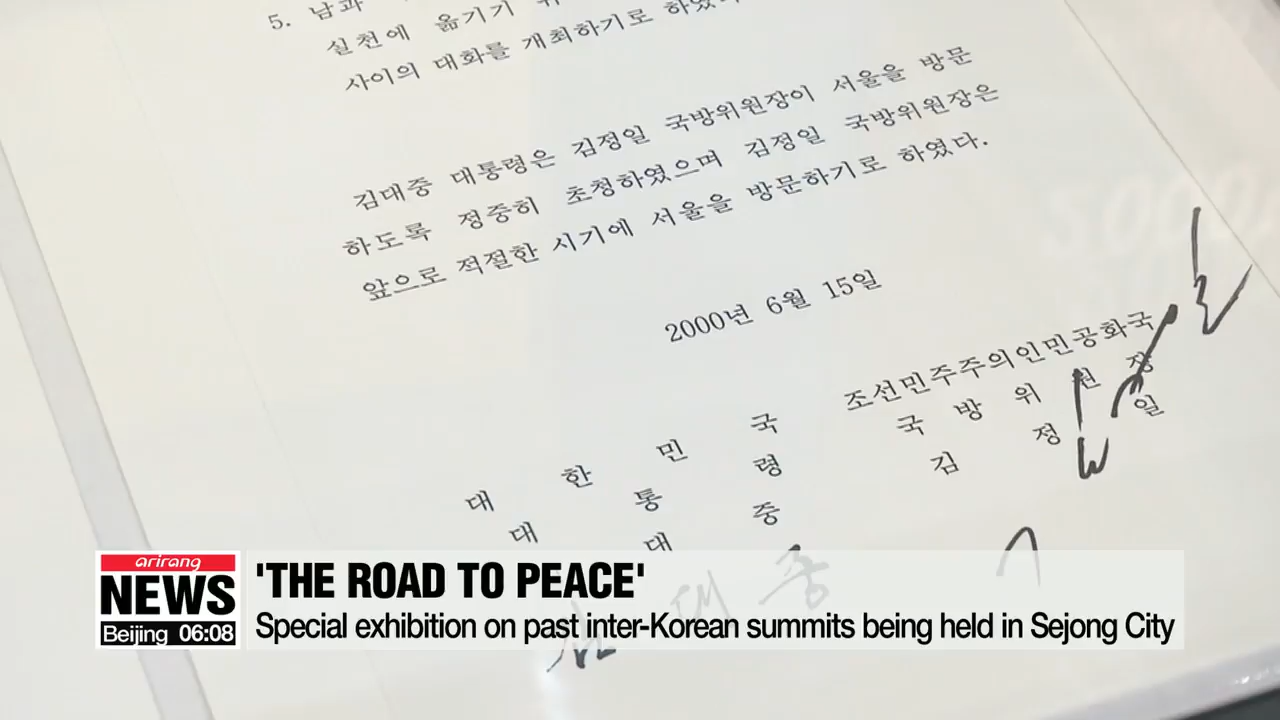 5. 남과
실천에 옮기기
사이의 대화를 개최하기로 하였
김대중 대통령은 김정일 국방위원장이 서울을 방문
하도록 정중히 초청하였으며 김정일 국방위원장은
앞으로 적절한 시기에 서울을 방문하기로 하였다.
2000년 6월 15일
대 한 민 국
대 통 령
대 중
조선민주주의인민공화국
국 방 위 원 장
김 정 일
김대중
arirang
NEWS
Beijing 06:08
'THE ROAD TO PEACE'
Special exhibition on past inter-Korean summits being held in Sejong City